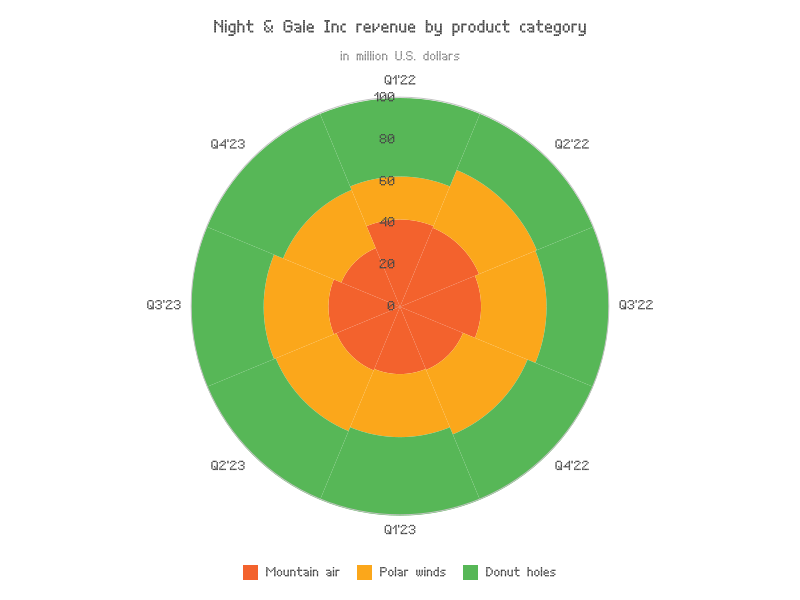 Night & Gale Inc revenue by product category
in million U.S. dollars
Q1'22
100
Q4'23
80
Q2'22
60
40
20
Q3'23
0
Q3'22
Q2'23
Q4'22
Q1'23
Mountain air Polar winds Donut holes